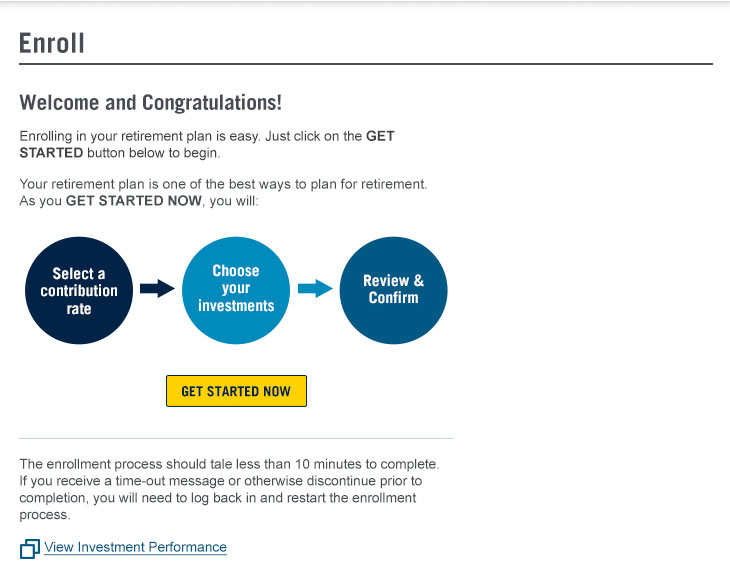 Enroll
Welcome and Congratulations!
Enrolling in your retirement plan is easy. Just click on the GET
STARTED button below to begin.
Your retirement plan is one of the best ways to plan for retirement.
As you GET STARTED NOW, you will:
Select a
contribution
rate
Choose
your
investments
Review &
Confirm
GET STARTED NOW
The enrollment process should tale less than 10 minutes to complete.
If you receive a time-out message or otherwise discontinue prior to
completion, you will need to log back in and restart the enrollment
process.
View Investment Performance